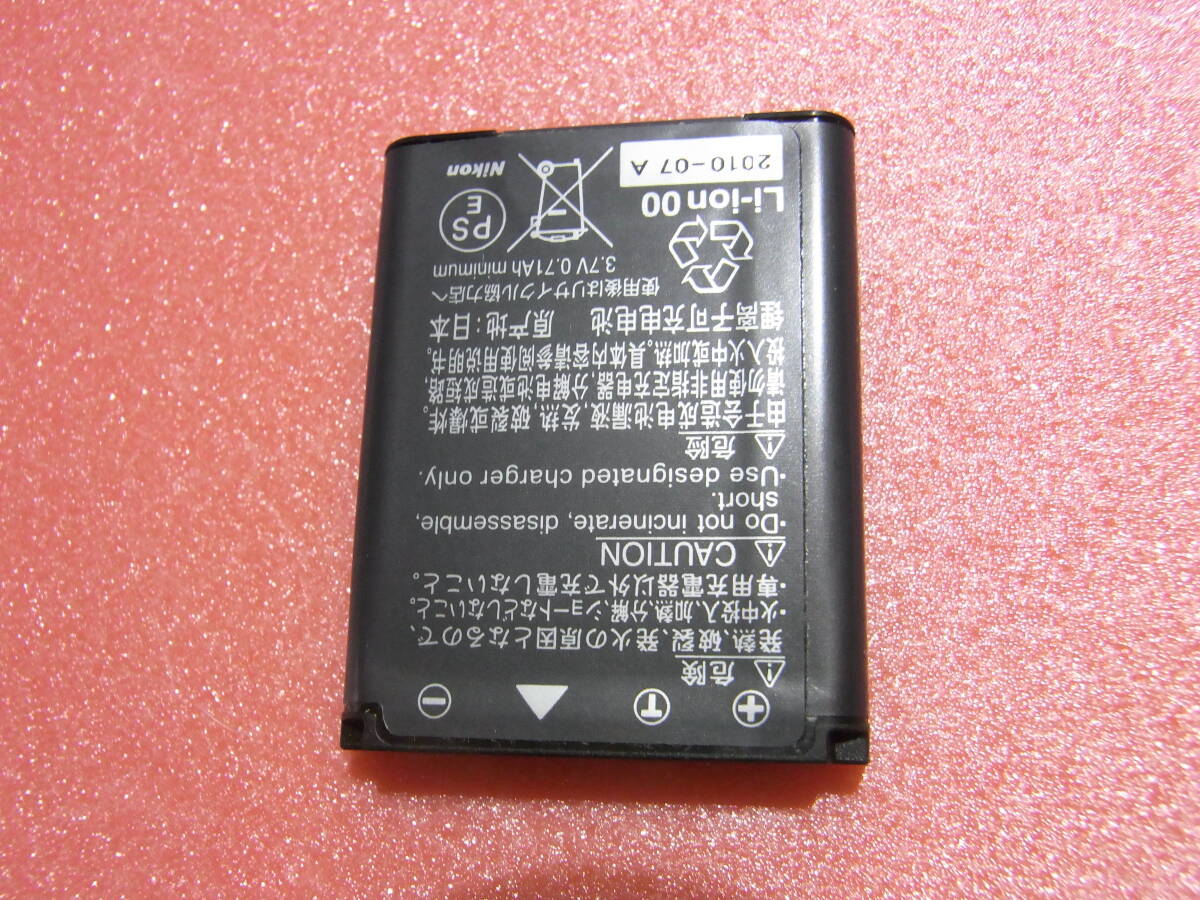 + T −
⚠危険
発熱、破裂、発火の原因となるので、
・火中投入、加熱、分解、ショートなどしないこと。
・専用充電器以外で充電しないこと。
⚠CAUTION
・Do not incinerate, disassemble,
short.
・Use designated charger only.
⚠危险
由于会造成电池漏液,发热,破裂或爆炸。
请勿使用非指定充电器,分解电池或造成短路,
投入火中或加热。具体内容请参阅使用说明书。
锂离子可充电电池 原产地:日本
使用後はリサイクル協力店へ
3.7V 0.71Ah minimum
PS
E
Li-ion 00
2010-07 A
Nikon